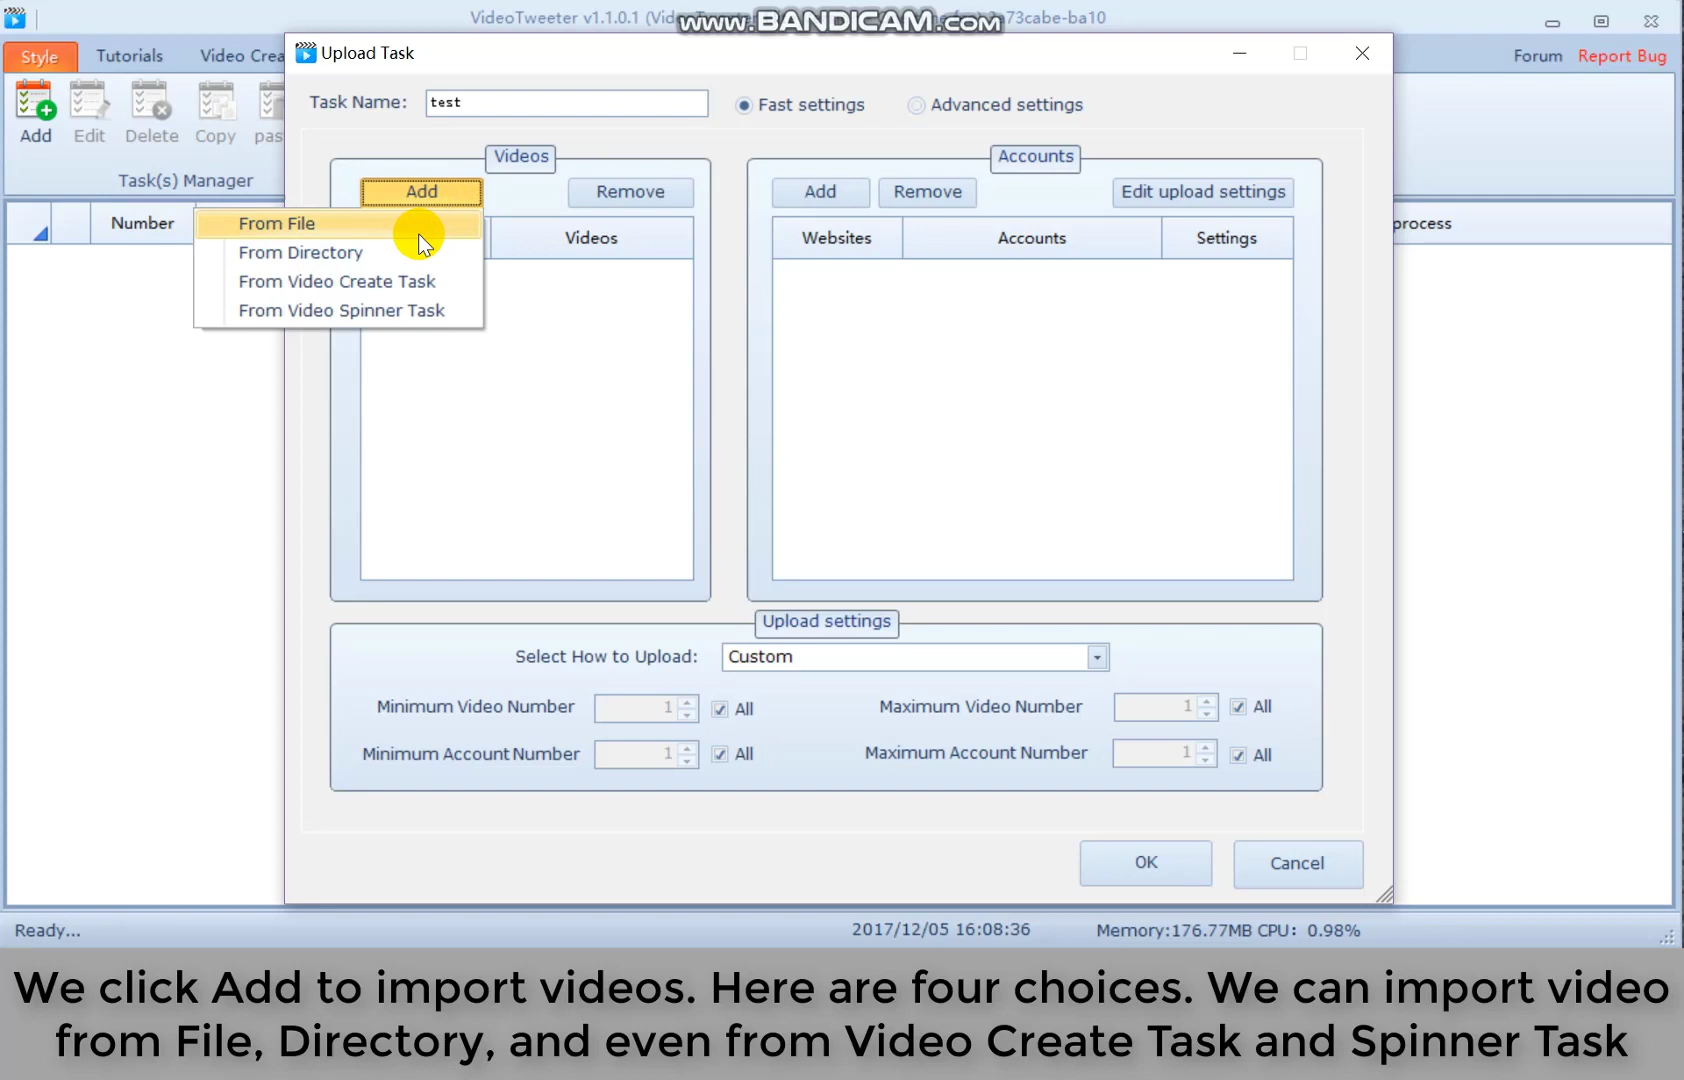 VideoTweeter v1.1.0.1
www.BANDICAM.com
73cabe-ba10
Style
Tutorials
Video Crea
Forum
Report Bug
Upload Task
Task Name:
test
Fast settings
Advanced settings
Add
Edit
Delete
Copy
pas
Task(s) Manager
Videos
Accounts
Add
Remove
Add
Remove
Edit upload settings
Number
From File
From Directory
From Video Create Task
From Video Spinner Task
Videos
Websites
Accounts
Settings
process
Upload settings
Select How to Upload:
Custom
Minimum Video Number
1
All
Maximum Video Number
1
All
Minimum Account Number
1
All
Maximum Account Number
1
All
OK
Cancel
Ready...
2017/12/05 16:08:36
Memory:176.77MB CPU: 0.98%
We click Add to import videos. Here are four choices. We can import video
from File, Directory, and even from Video Create Task and Spinner Task